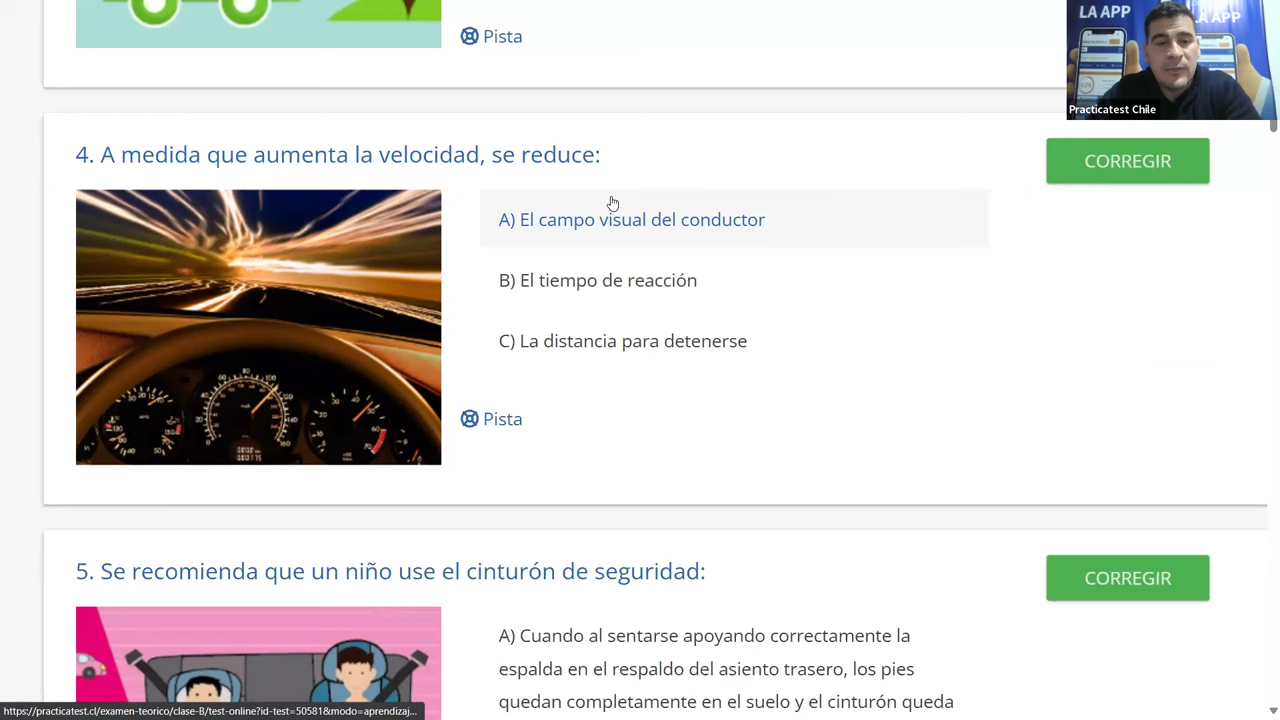 Pista
LA APP
LA APP
Practicatest Chile
4. A medida que aumenta la velocidad, se reduce:
CORREGIR
A) El campo visual del conductor
B) El tiempo de reacción
C) La distancia para detenerse
Pista
5. Se recomienda que un niño use el cinturón de seguridad:
CORREGIR
A) Cuando al sentarse apoyando correctamente la
espalda en el respaldo del asiento trasero, los pies
quedan completamente en el suelo y el cinturón queda
https://practicatest.cl/examen-teorico/clase-B/test-online?id-test=50581&modo=aprendizaj...